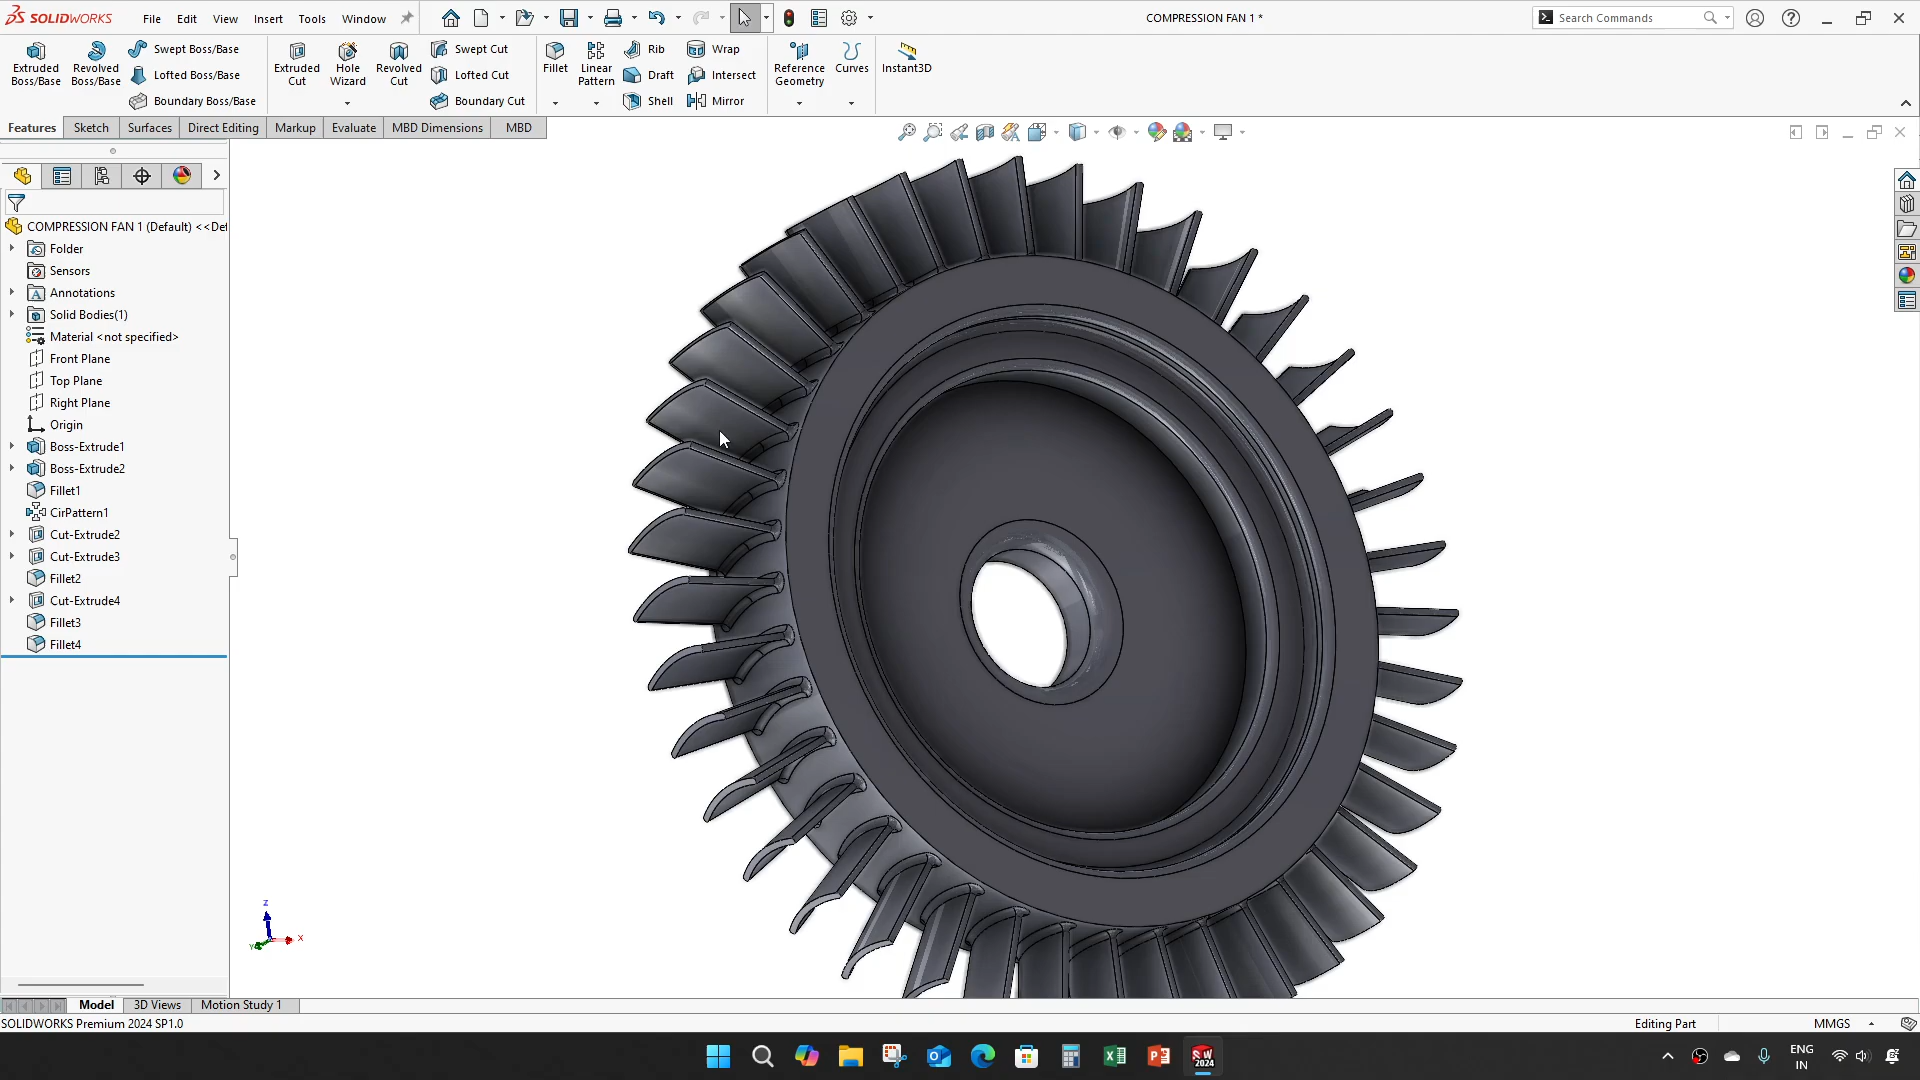 SOLIDWORKS
File Edit View Insert Tools Window
COMPRESSION FAN 1 *
Search Commands
Extruded Boss/Base
Revolved Boss/Base
Swept Boss/Base
Lofted Boss/Base
Boundary Boss/Base
Extruded Cut
Hole Wizard
Revolved Cut
Swept Cut
Lofted Cut
Boundary Cut
Fillet
Linear Pattern
Rib
Draft
Shell
Wrap
Intersect
Mirror
Reference Geometry
Curves
Instant3D
Features Sketch Surfaces Direct Editing Markup Evaluate MBD Dimensions MBD
COMPRESSION FAN 1 (Default) <<Def
Folder
Sensors
Annotations
Solid Bodies(1)
Material <not specified>
Front Plane
Top Plane
Right Plane
Origin
Boss-Extrude1
Boss-Extrude2
Fillet1
CirPattern1
Cut-Extrude2
Cut-Extrude3
Fillet2
Cut-Extrude4
Fillet3
Fillet4
Z
X
Y
Model 3D Views Motion Study 1
SOLIDWORKS Premium 2024 SP1.0
Editing Part
MMGS
SW 2024
ENG
IN